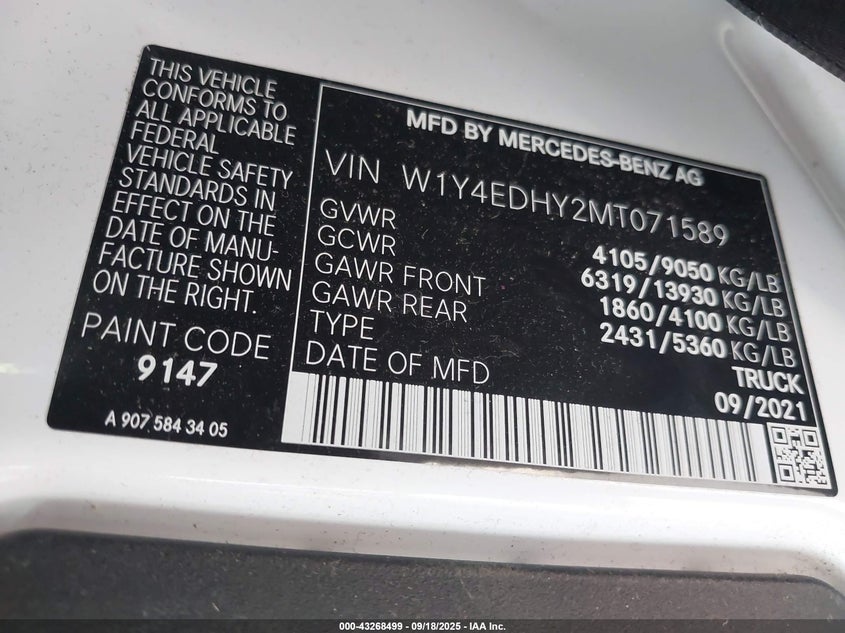 THIS VEHICLE
CONFORMS TO
ALL APPLICABLE
FEDERAL
VEHICLE SAFETY
STANDARDS IN
EFFECT ON THE
DATE OF MANU-
FACTURE SHOWN
ON THE RIGHT.
PAINT CODE
9147
A 907 584 34 05
MFD BY MERCEDES-BENZ AG
VIN W1Y4EDHY2MT071589
GVWR 4105/9050 KG/LB
GCWR 6319/13930 KG/LB
GAWR FRONT 1860/4100 KG/LB
GAWR REAR 2431/5360 KG/LB
TYPE TRUCK
DATE OF MFD 09/2021
000-43268499 - 09/18/2025 - IAA Inc.